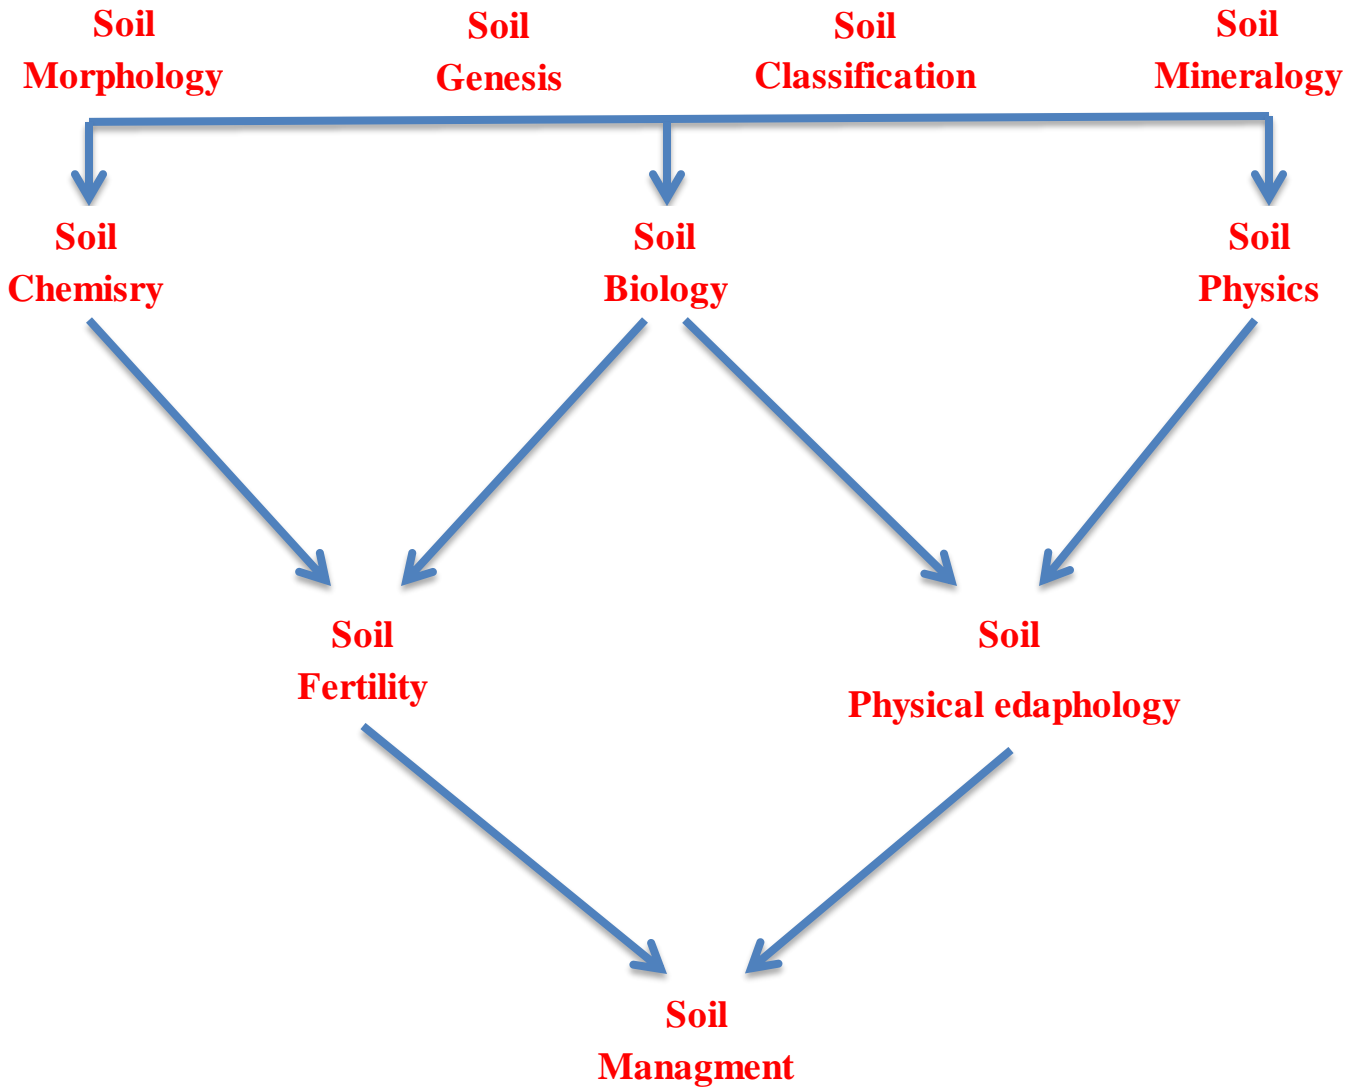 Soil
Morphology
Soil
Genesis
Soil
Classification
Soil
Mineralogy
Soil
Chemisry
Soil
Biology
Soil
Physics
Soil
Fertility
Soil
Physical edaphology
Soil
Managment